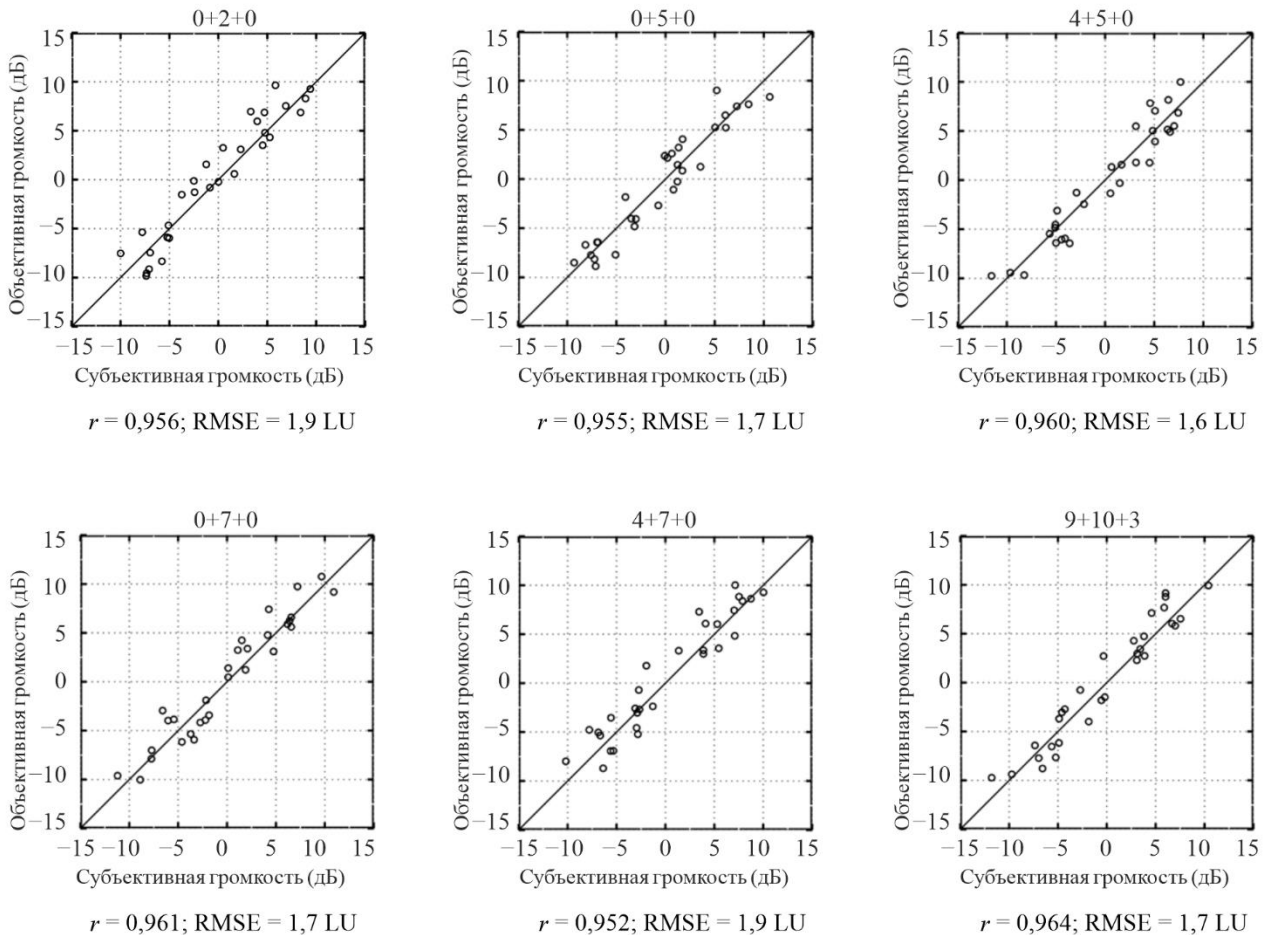 0+2+0
15
10
5
0
−5
−10
−15
Объективная громкость (дБ)
−15 −10 −5 0 5 10 15
Субъективная громкость (дБ)
r = 0,956; RMSE = 1,9 LU
0+5+0
15
10
5
0
−5
−10
−15
Объективная громкость (дБ)
−15 −10 −5 0 5 10 15
Субъективная громкость (дБ)
r = 0,955; RMSE = 1,7 LU
4+5+0
15
10
5
0
−5
−10
−15
Объективная громкость (дБ)
−15 −10 −5 0 5 10 15
Субъективная громкость (дБ)
r = 0,960; RMSE = 1,6 LU
0+7+0
15
10
5
0
−5
−10
−15
Объективная громкость (дБ)
−15 −10 −5 0 5 10 15
Субъективная громкость (дБ)
r = 0,961; RMSE = 1,7 LU
4+7+0
15
10
5
0
−5
−10
−15
Объективная громкость (дБ)
−15 −10 −5 0 5 10 15
Субъективная громкость (дБ)
r = 0,952; RMSE = 1,9 LU
9+10+3
15
10
5
0
−5
−10
−15
Объективная громкость (дБ)
−15 −10 −5 0 5 10 15
Субъективная громкость (дБ)
r = 0,964; RMSE = 1,7 LU